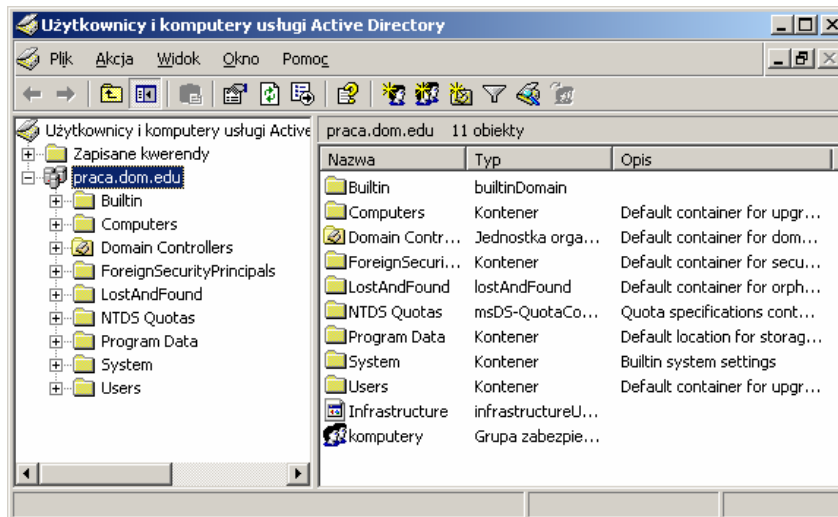 Użytkownicy i komputery usługi Active Directory
Plik Akcja Widok Okno Pomoc
Użytkownicy i komputery usługi Active
Zapisane kwerendy
praca.dom.edu
Builtin
Computers
Domain Controllers
ForeignSecurityPrincipals
LostAndFound
NTDS Quotas
Program Data
System
Users
praca.dom.edu 11 obiekty
Nazwa Typ Opis
Builtin builtinDomain
Computers Kontener Default container for upgr...
Domain Contr... Jednostka orga... Default container for dom...
ForeignSecuri... Kontener Default container for secu...
LostAndFound lostAndFound Default container for orph...
NTDS Quotas msDS-QuotaCo... Quota specifications cont...
Program Data Kontener Default location for storag...
System Kontener Builtin system settings
Users Kontener Default container for upgr...
Infrastructure infrastructureU...
komputery Grupa zabezpie...